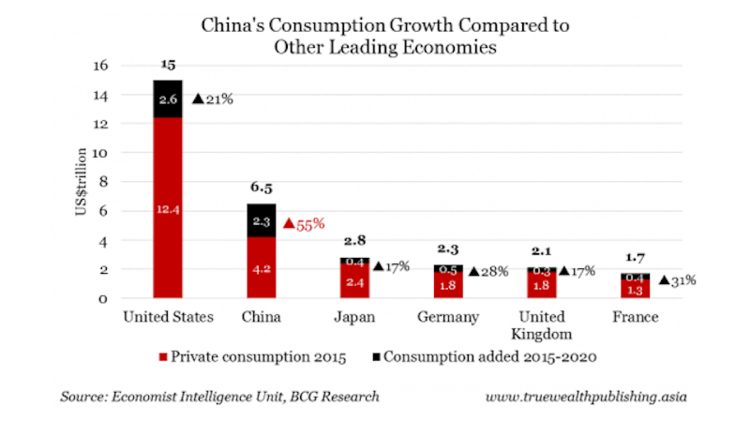 China's Consumption Growth Compared to
Other Leading Economies
US$trillion
16
14
12
10
8
6
4
2
0
15
2.6
▲21%
12.4
6.5
2.3
▲55%
4.2
2.8
0.4
▲17%
2.4
2.3
0.5
▲28%
1.8
2.1
0.3
▲17%
1.8
1.7
0.4
▲31%
1.3
United States
China
Japan
Germany
United
Kingdom
France
Private consumption 2015
Consumption added 2015-2020
Source: Economist Intelligence Unit, BCG Research
www.truewealthpublishing.asia